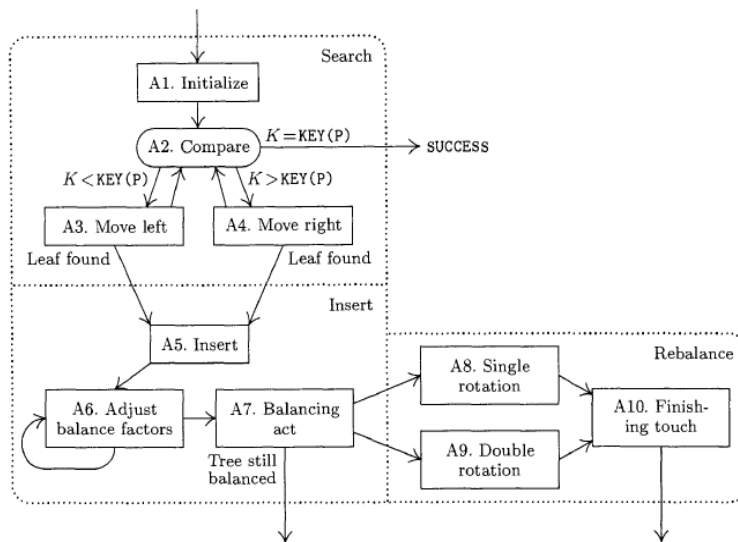 Search
A1. Initialize
A2. Compare
K = KEY(P)
SUCCESS
K < KEY(P)
K > KEY(P)
A3. Move left
A4. Move right
Leaf found
Leaf found
Insert
A5. Insert
Rebalance
A8. Single
rotation
A6. Adjust
balance factors
A7. Balancing
act
A10. Finish-
ing touch
A9. Double
rotation
Tree still
balanced